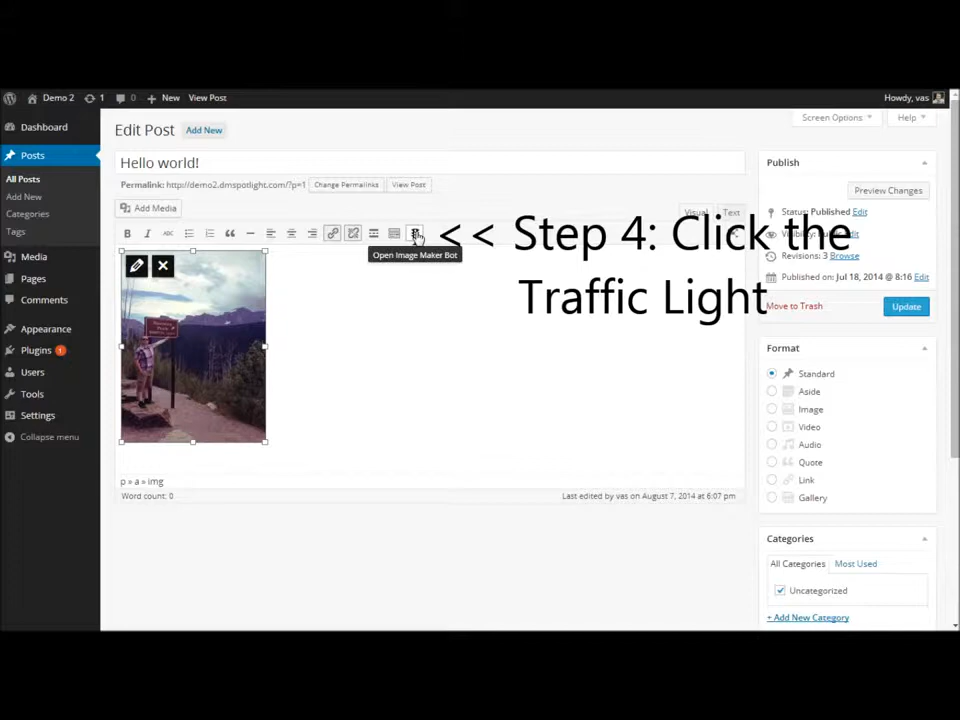 Demo 2 1 0 New View Post Howdy, vas
Dashboard
Posts
All Posts
Add New
Categories
Tags
Media
Pages
Comments
Appearance
Plugins 1
Users
Tools
Settings
Collapse menu
Screen Options Help
Edit Post Add New
Hello world!
Permalink: http://demo2.dmspotlight.com/?p=1 Change Permalinks View Post
Add Media
Visual Text
B I ABC
Open Image Maker Bot
<< Step 4: Click the
Traffic Light
p » a » img
Word count: 0 Last edited by vas on August 7, 2014 at 6:07 pm
Publish
Preview Changes
Status: Published Edit
Visibility: Public Edit
Revisions: 3 Browse
Published on: Jul 18, 2014 @ 8:16 Edit
Move to Trash Update
Format
Standard
Aside
Image
Video
Audio
Quote
Link
Gallery
Categories
All Categories Most Used
Uncategorized
+ Add New Category